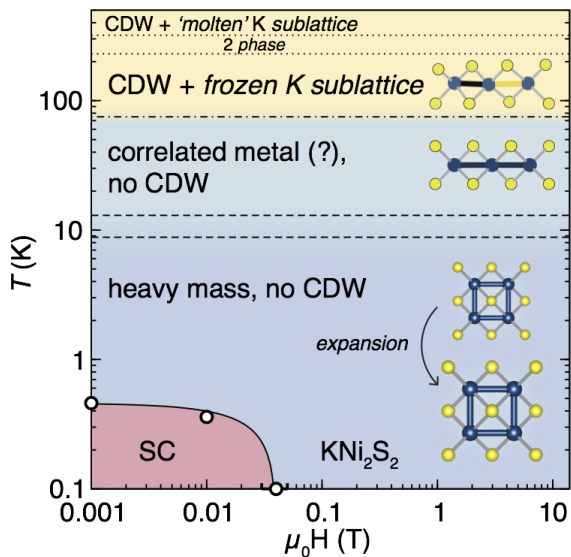 CDW + 'molten' K sublattice
2 phase
CDW + frozen K sublattice
100
correlated metal (?),
no CDW
10
T (K)
heavy mass, no CDW
expansion
1
SC
KNi₂S₂
0.1
0.001
0.01
0.1
1
10
μ₀H (T)